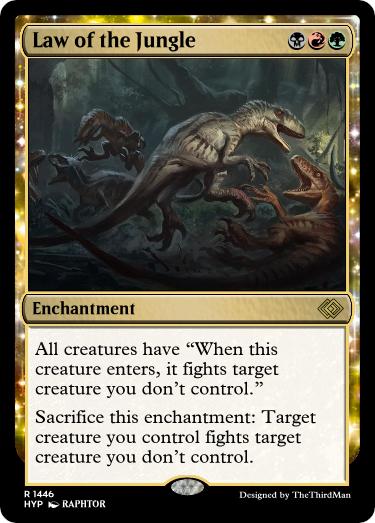 Law of the Jungle
Enchantment
All creatures have “When this
creature enters, it fights target
creature you don’t control.”
Sacrifice this enchantment: Target
creature you control fights target
creature you don’t control.
R 1446
HYP RAPHTOR
Designed by TheThirdMan